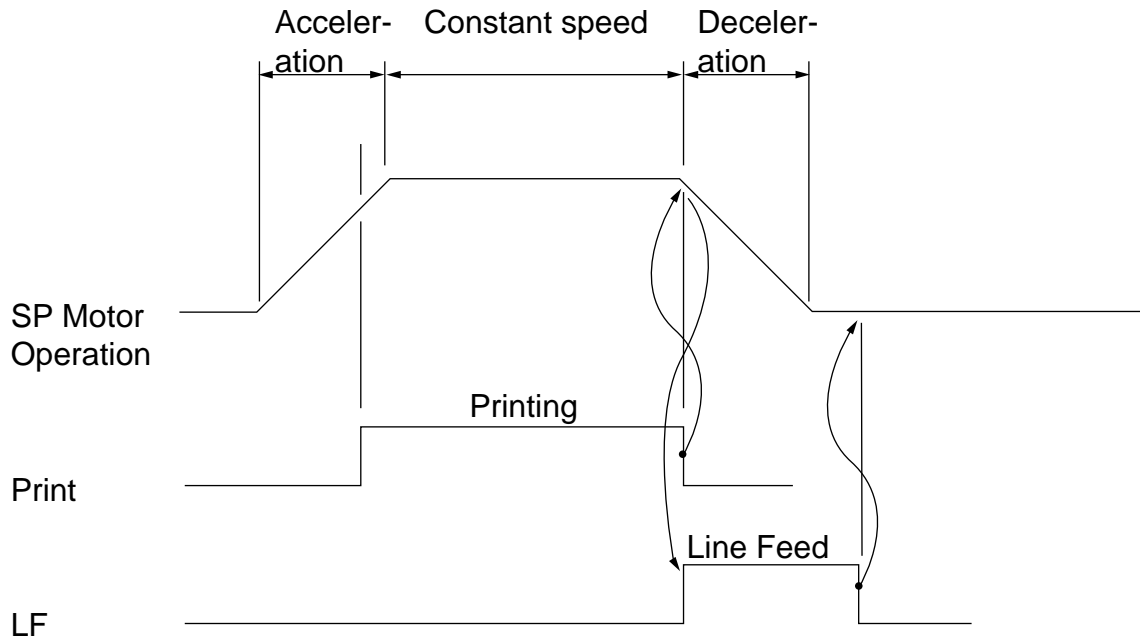 Acceler-
ation
Constant speed
Deceler-
ation
SP Motor
Operation
Printing
Print
Line Feed
LF